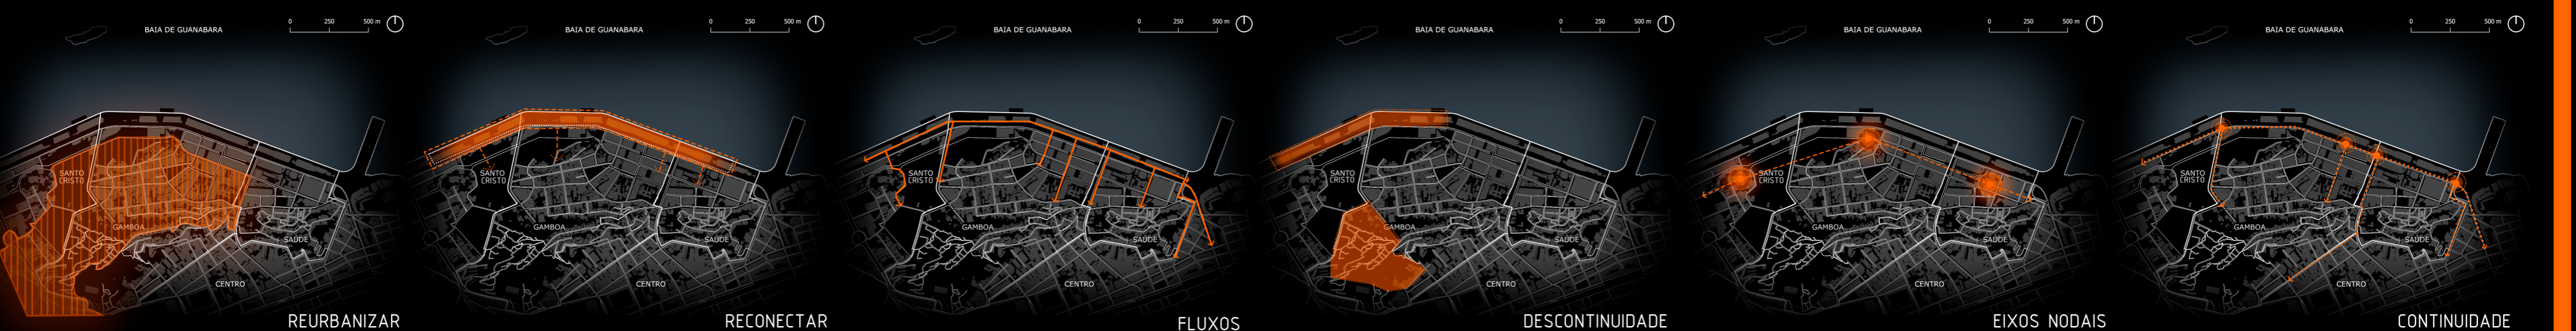 BAIA DE GUANABARA
0 250 500 m
SANTO
CRISTO
GAMBOA
SAÚDE
CENTRO
REURBANIZAR
BAIA DE GUANABARA
0 250 500 m
SANTO
CRISTO
GAMBOA
SAÚDE
CENTRO
RECONECTAR
BAIA DE GUANABARA
0 250 500 m
SANTO
CRISTO
GAMBOA
SAÚDE
CENTRO
FLUXOS
BAIA DE GUANABARA
0 250 500 m
SANTO
CRISTO
GAMBOA
SAÚDE
CENTRO
DESCONTINUIDADE
BAIA DE GUANABARA
0 250 500 m
SANTO
CRISTO
GAMBOA
SAÚDE
CENTRO
EIXOS NODAIS
BAIA DE GUANABARA
0 250 500 m
SANTO
CRISTO
GAMBOA
SAÚDE
CENTRO
CONTINUIDADE